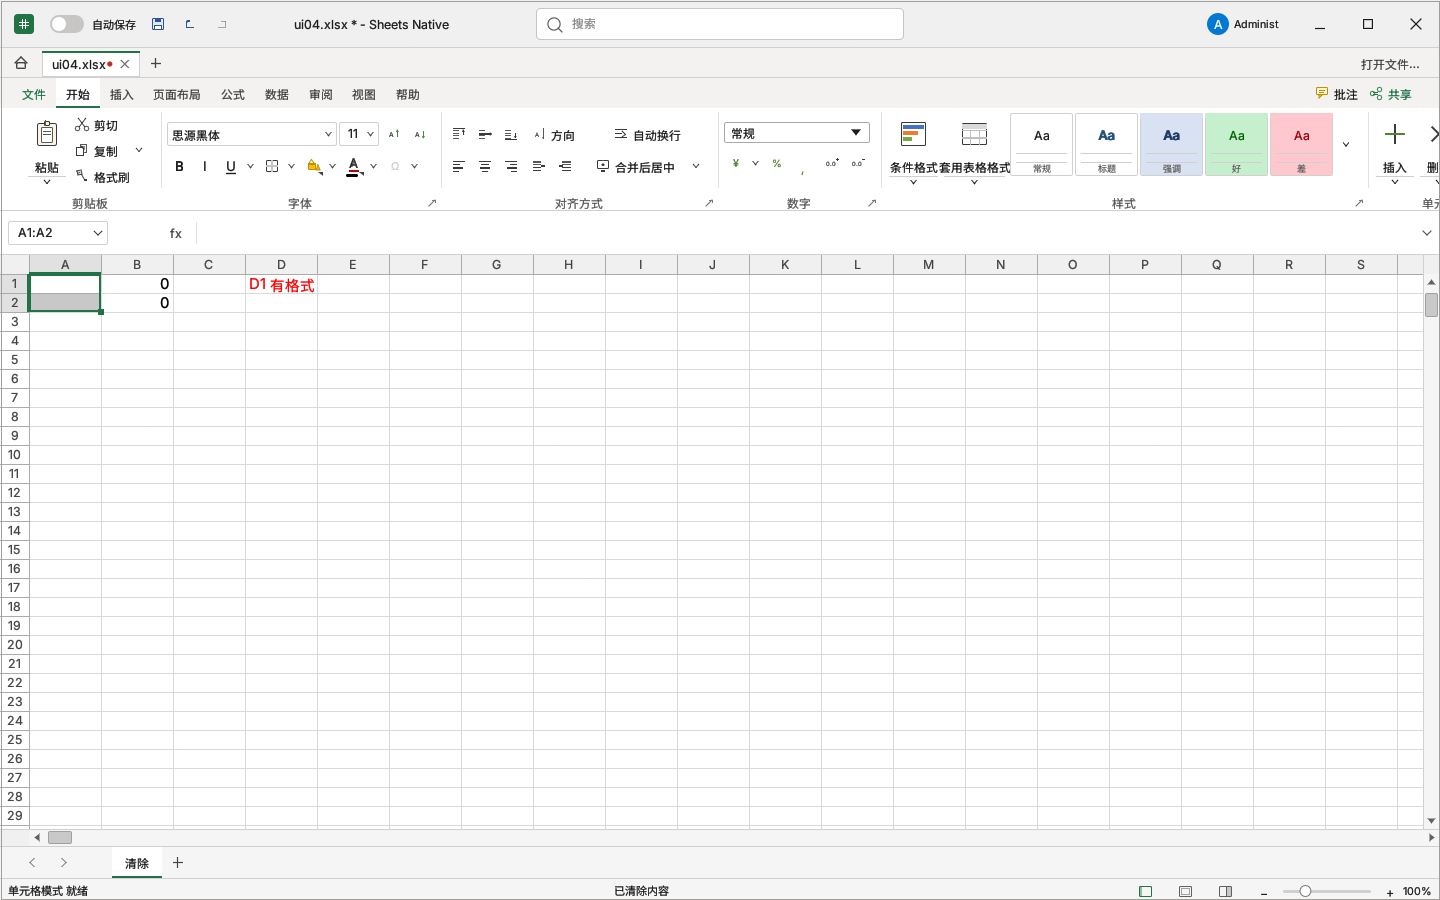 自动保存
ui04.xlsx * - Sheets Native
搜索
A
Administ
ui04.xlsx
打开文件...
文件 开始 插入 页面布局 公式 数据 审阅 视图 帮助
批注 共享
粘贴
剪切
复制
格式刷
剪贴板
思源黑体 11
B I U
字体
方向 自动换行
合并后居中
对齐方式
常规
¥ % ,
数字
条件格式 套用表格格式
Aa 常规
Aa 标题
Aa 强调
Aa 好
Aa 差
样式
插入
A1:A2
fx
A B C D E F G H I J K L M N O P Q R S
1 0 D1 有格式
2 0
3
4
5
6
7
8
9
10
11
12
13
14
15
16
17
18
19
20
21
22
23
24
25
26
27
28
29
清除
单元格模式 就绪
已清除内容
100%